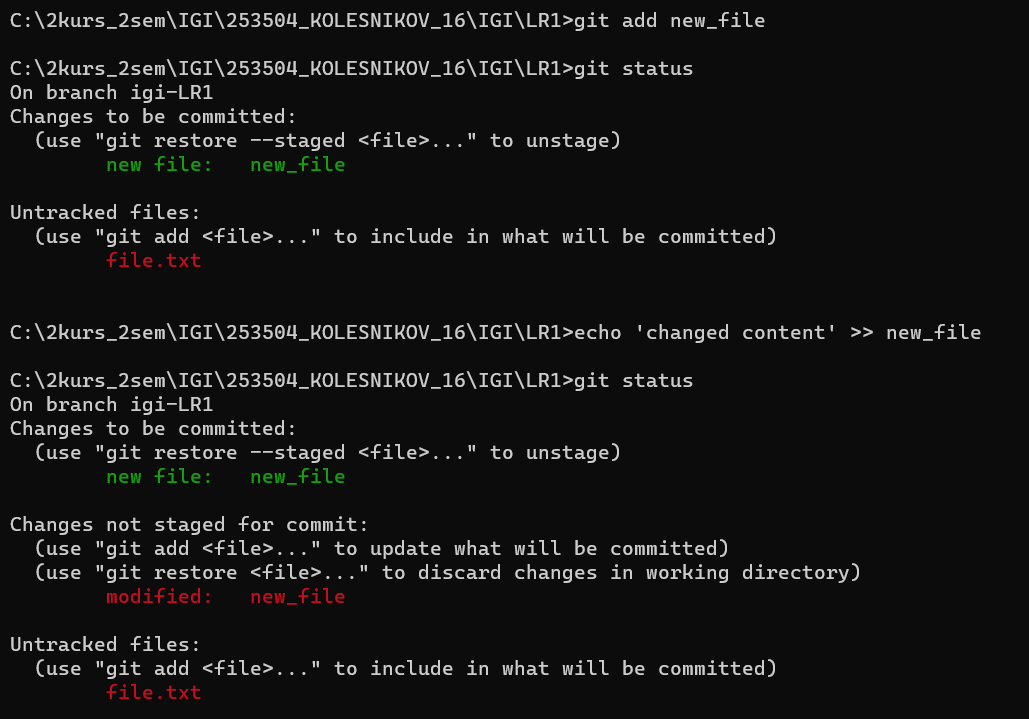 C:\2kurs_2sem\IGI\253504_KOLESNIKOV_16\IGI\LR1>git add new_file
C:\2kurs_2sem\IGI\253504_KOLESNIKOV_16\IGI\LR1>git status
On branch igi-LR1
Changes to be committed:
  (use "git restore --staged <file>..." to unstage)
        new file:   new_file
Untracked files:
  (use "git add <file>..." to include in what will be committed)
        file.txt
C:\2kurs_2sem\IGI\253504_KOLESNIKOV_16\IGI\LR1>echo 'changed content' >> new_file
C:\2kurs_2sem\IGI\253504_KOLESNIKOV_16\IGI\LR1>git status
On branch igi-LR1
Changes to be committed:
  (use "git restore --staged <file>..." to unstage)
        new file:   new_file
Changes not staged for commit:
  (use "git add <file>..." to update what will be committed)
  (use "git restore <file>..." to discard changes in working directory)
        modified:   new_file
Untracked files:
  (use "git add <file>..." to include in what will be committed)
        file.txt